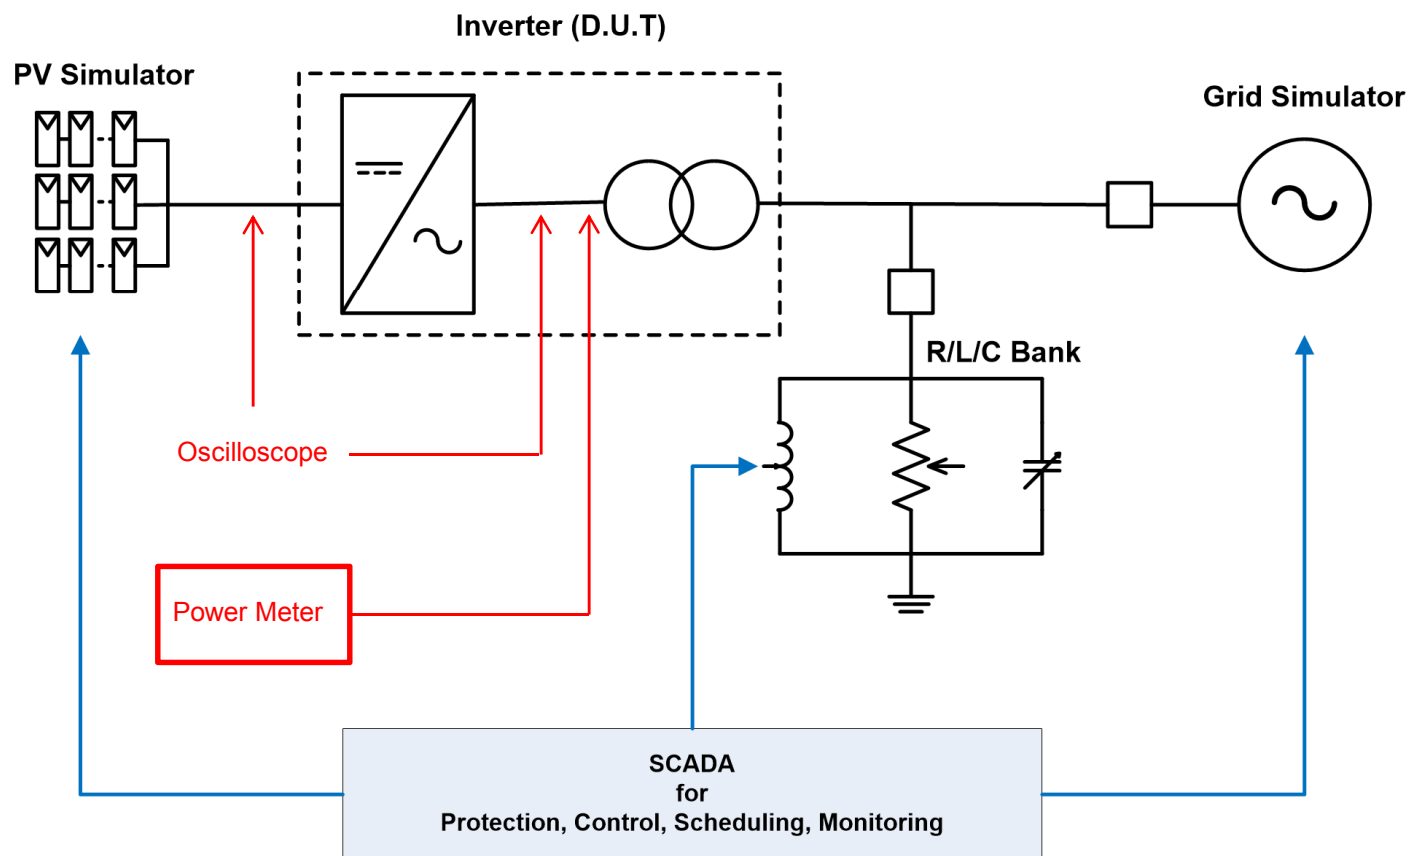 Inverter (D.U.T)
PV Simulator
Grid Simulator
R/L/C Bank
Oscilloscope
Power Meter
SCADA
for
Protection, Control, Scheduling, Monitoring